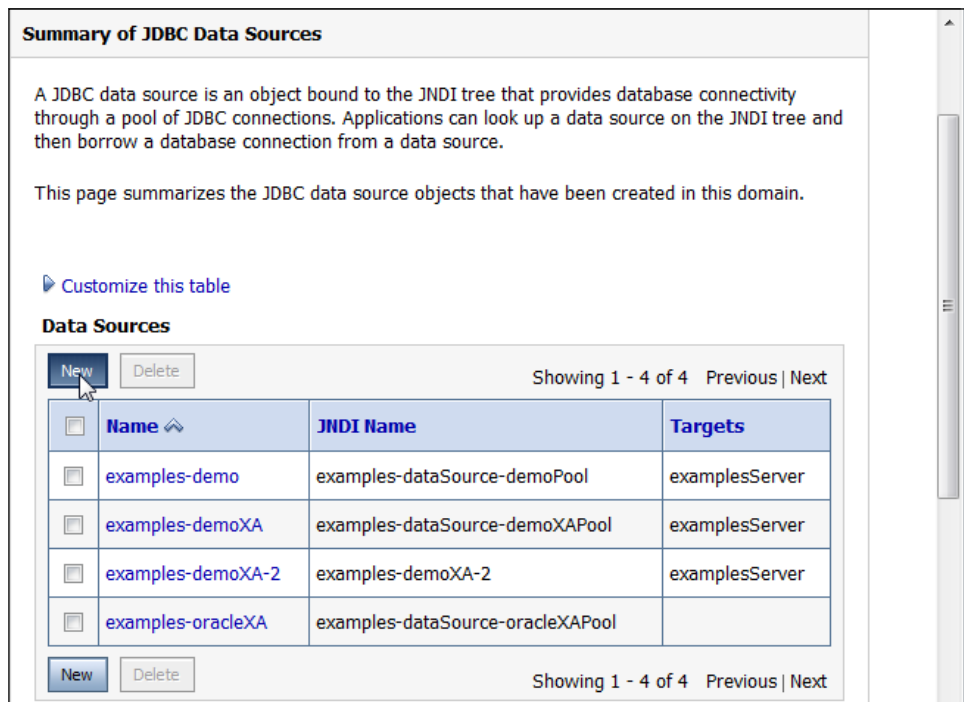 Summary of JDBC Data Sources
A JDBC data source is an object bound to the JNDI tree that provides database connectivity
through a pool of JDBC connections. Applications can look up a data source on the JNDI tree and
then borrow a database connection from a data source.
This page summarizes the JDBC data source objects that have been created in this domain.
Customize this table
Data Sources
New Delete Showing 1 - 4 of 4 Previous | Next
Name JNDI Name Targets
examples-demo examples-dataSource-demoPool examplesServer
examples-demoXA examples-dataSource-demoXAPool examplesServer
examples-demoXA-2 examples-demoXA-2 examplesServer
examples-oracleXA examples-dataSource-oracleXAPool
New Delete Showing 1 - 4 of 4 Previous | Next